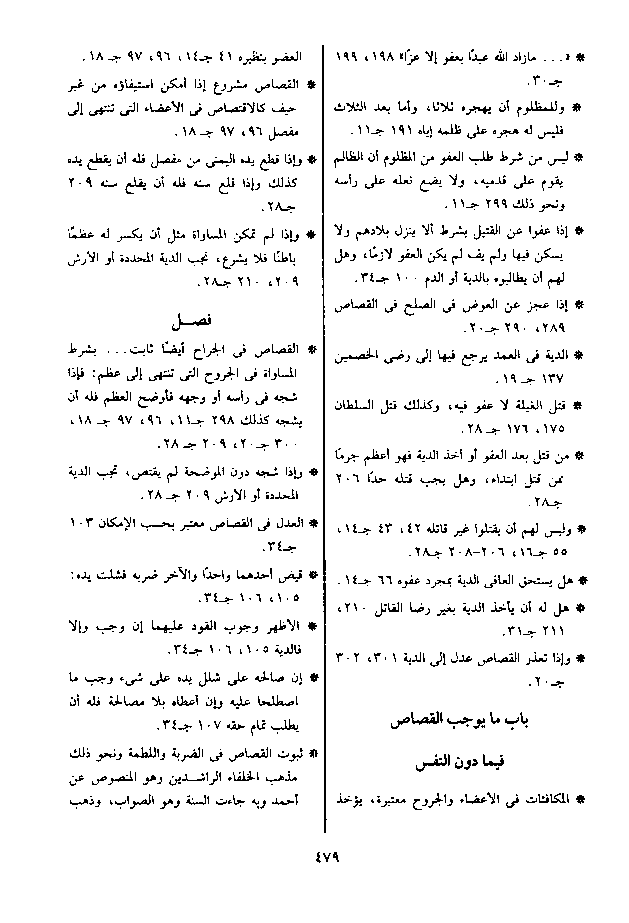 * «... مازاد الله عبدًا بعفو إلا عزًا» ١٩٨، ١٩٩
جـ٣٠.
* وللمظلوم أن يهجره ثلاثا، وأما بعد الثلاث
فليس له هجره على ظلمه إياه ١٩١ جـ١١.
* ليس من شرط طلب العفو من المظلوم أن الظالم
يقوم على قدميه، ولا يضع نعله على رأسه
ونحو ذلك ٢٩٩ جـ١١.
* إذا عفوا عن القتيل بشرط ألا ينزل بلادهم ولا
يسكن فيها ولم يف لم يكن العفو لازمًا، وهل
لهم أن يطالبوه بالدية أو الدم ١٠٠ جـ٣٤.
* إذا عجز عن العوض في الصلح في القصاص
٢٨٩، ٢٩٠ جـ٢٠.
* الدية في العمد يرجع فيها إلى رضى الخصمين
١٣٧ جـ١٩.
* قتل الغيلة لا عفو فيه، وكذلك قتل السلطان
١٧٥، ١٧٦ جـ٢٨.
* من قتل بعد العفو أو أخذ الدية فهو أعظم جرمًا
ممن قتل ابتداء، وهل يجب قتله حدًا ٢٠٦
جـ٢٨.
* وليس لهم أن يقتلوا غير قاتله ٤٢، ٤٣ جـ١٤،
٥٥ جـ١٦، ٢٠٦-٢٠٨ جـ٢٨.
* هل يستحق العافى الدية بمجرد عفوه ٦٦ جـ١٤.
* هل له أن يأخذ الدية بغير رضا القاتل ٢١٠،
٢١١ جـ٣١.
* وإذا تعذر القصاص عدل إلى الدية ٣٠١، ٣٠٢
جـ٢٠.
باب ما يوجب القصاص
فيما دون النفس
* المكافئات في الأعضاء والجروح معتبرة، يؤخذ
العضو بنظيره ٤١ جـ١٤، ٩٦، ٩٧ جـ١٨.
* القصاص مشروع إذا أمكن استيفاؤه من غير
حيف كالاقتصاص في الأعضاء التي تنتهى إلى
مفصل ٩٦، ٩٧ جـ١٨.
* وإذا قطع يده اليمنى من مفصل فله أن يقطع يده
كذلك وإذا قلع سنه فله أن يقلع سنه ٢٠٩
جـ٢٨.
* وإذا لم تمكن المساواة مثل أن يكسر له عظمًا
باطنًا فلا يشرع، تجب الدية المحددة أو الأرش
٢٠٩، ٢١٠ جـ٢٨.
فصـل
* القصاص في الجراح أيضًا ثابت... بشرط
المساواة في الجروح التي تنتهى إلى عظم: فإذا
شجه في رأسه أو وجهه فأوضح العظم فله أن
يشجه كذلك ٢٩٨ جـ١١، ٩٦، ٩٧ جـ١٨،
٣٠٠ جـ٢٠، ٢٠٩ جـ٢٨.
* وإذا شجه دون الموضحة لم يقتص، تجب الدية
المحددة أو الأرش ٢٠٩ جـ٢٨.
* العدل في القصاص معتبر بحسب الإمكان ١٠٣
جـ٣٤.
* قبض أحدهما واحدًا والآخر ضربه فشلت يده:
١٠٥، ١٠٦ جـ٣٤.
* الأظهر وجوب القود عليهما إن وجب وإلا
فالدية ١٠٥، ١٠٦ جـ٣٤.
* إن صالحه على شلل يده على شيء وجب ما
اصطلحا عليه وإن أعطاه بلا مصالحة فله أن
يطلب تمام حقه ١٠٧ جـ٣٤.
* ثبوت القصاص في الضربة واللطمة ونحو ذلك
مذهب الخلفاء الراشدين وهو المنصوص عن
أحمد وبه جاءت السنة وهو الصواب، وذهب
٤٧٩